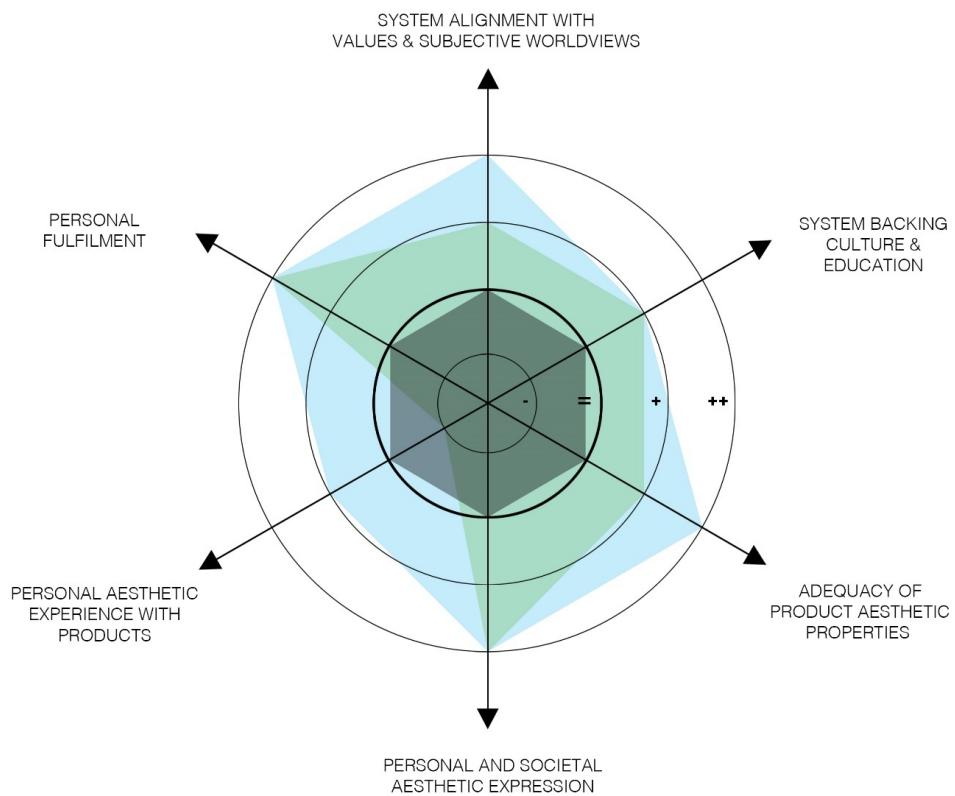 SYSTEM ALIGNMENT WITH
VALUES & SUBJECTIVE WORLDVIEWS
PERSONAL
FULFILMENT
SYSTEM BACKING
CULTURE &
EDUCATION
- = + ++
PERSONAL AESTHETIC
EXPERIENCE WITH
PRODUCTS
ADEQUACY OF
PRODUCT AESTHETIC
PROPERTIES
PERSONAL AND SOCIETAL
AESTHETIC EXPRESSION